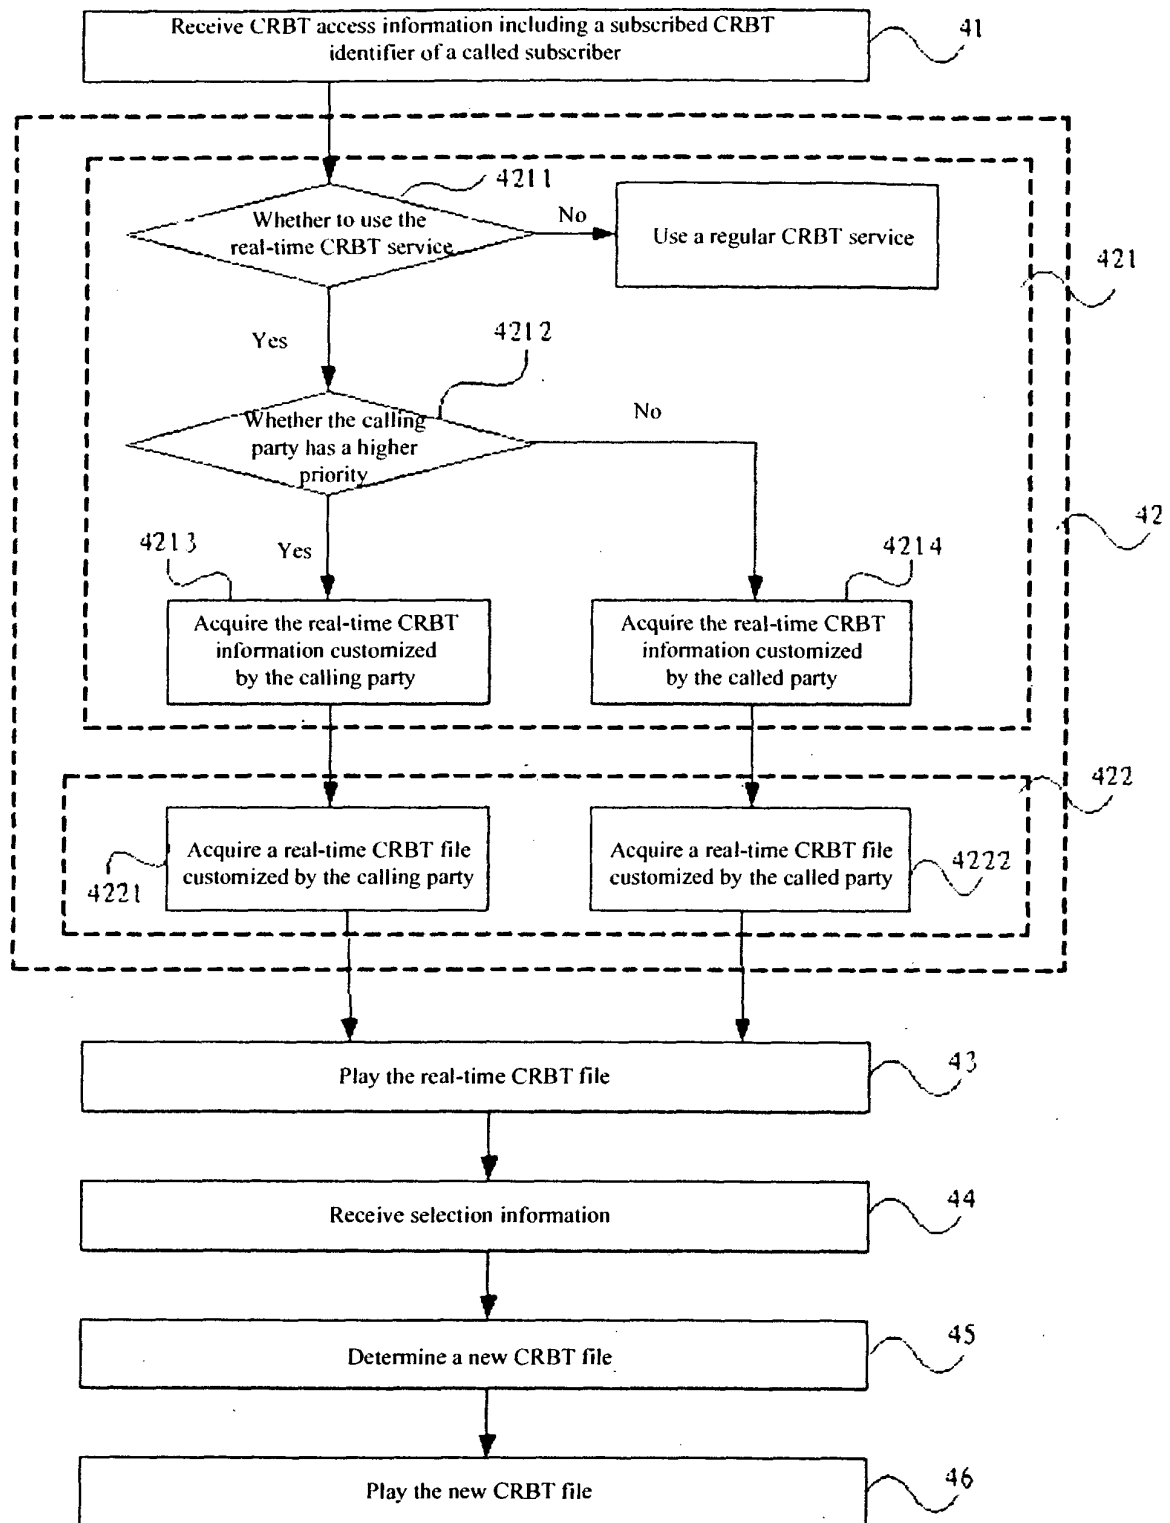 Receive CRBT access information including a subscribed CRBT
identifier of a called subscriber
41
4211
Whether to use the
real-time CRBT service
No
Use a regular CRBT service
421
Yes
4212
Whether the calling
party has a higher
priority
No
42
4213
Yes
4214
Acquire the real-time CRBT
information customized
by the calling party
Acquire the real-time CRBT
information customized
by the called party
422
Acquire a real-time CRBT file
customized by the calling party
4221
Acquire a real-time CRBT file
customized by the called party
4222
Play the real-time CRBT file
43
Receive selection information
44
Determine a new CRBT file
45
Play the new CRBT file
46